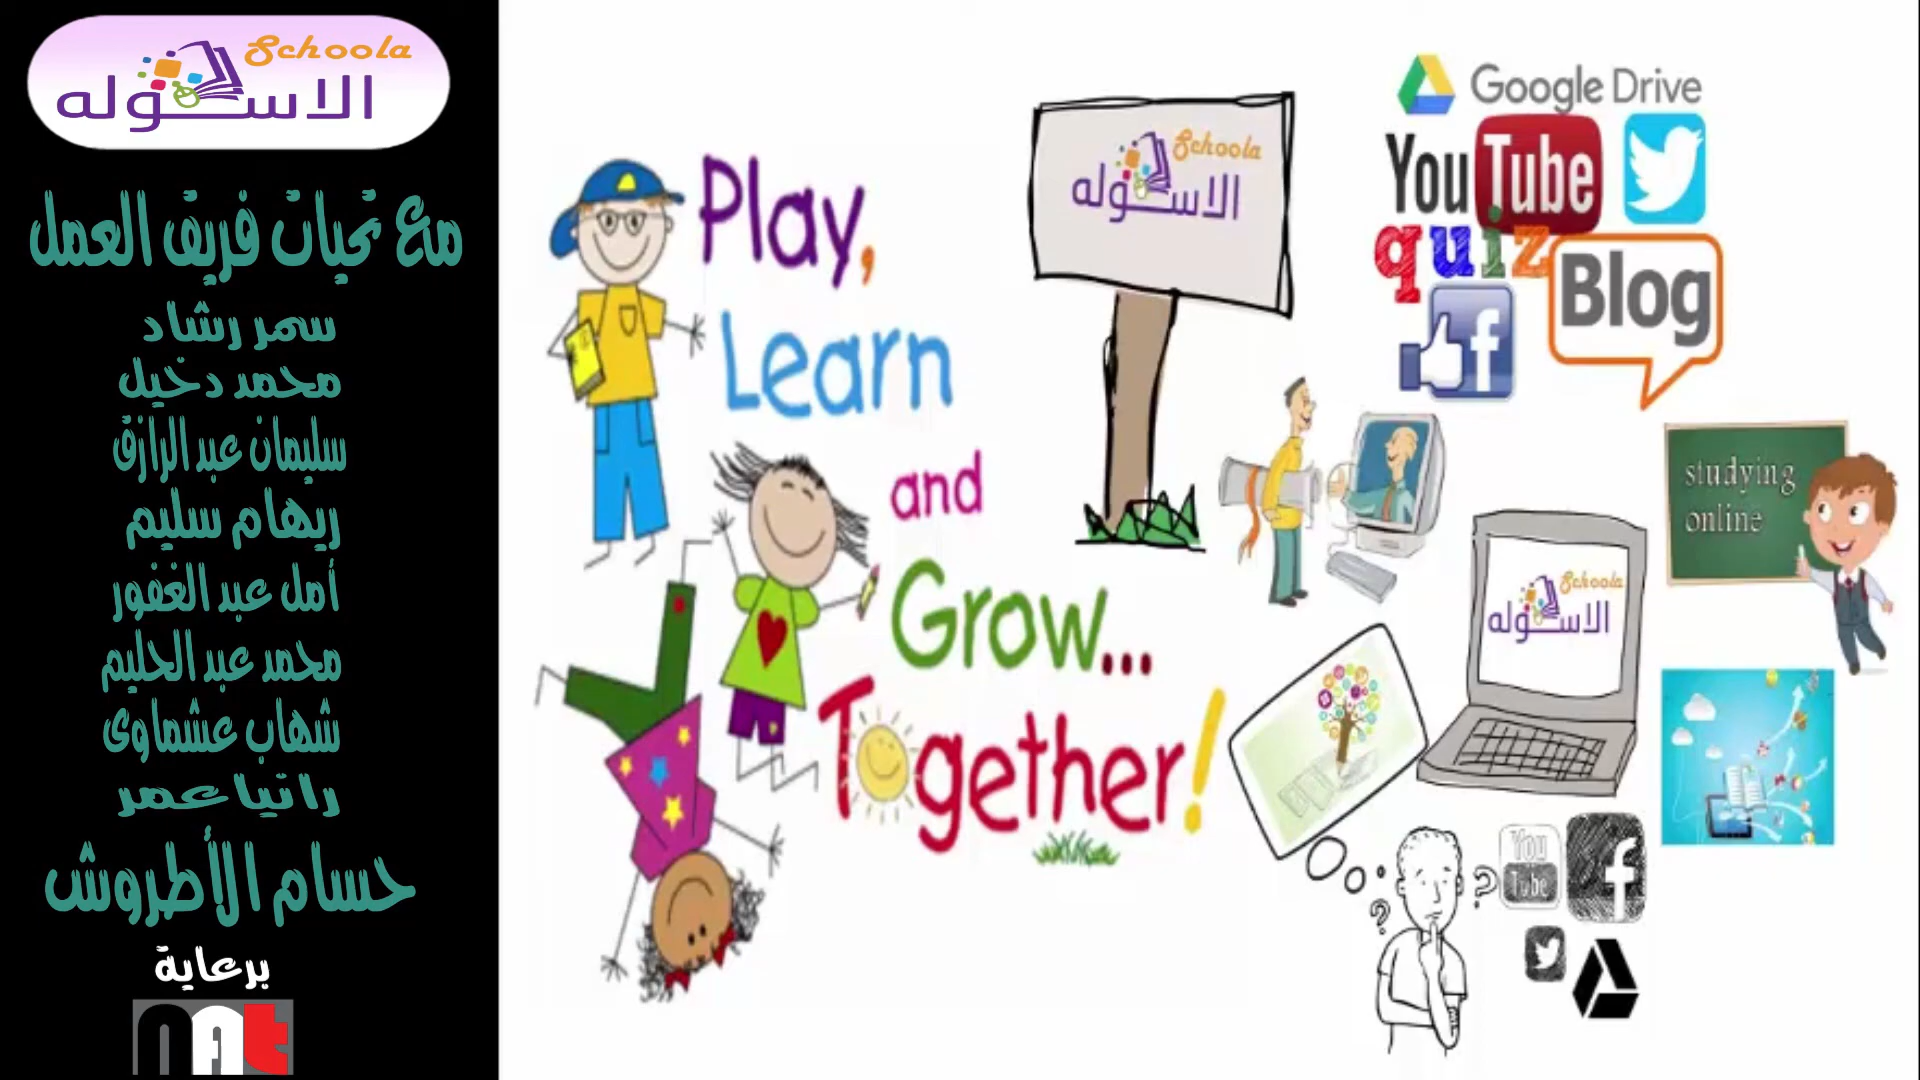 Schoola
الاسكوله
مع تحيات فريق العمل
سمر رشاد
محمد دخيل
سليمان عبد الرازق
ريهام سليم
أمل عبد الغفور
محمد عبد الحليم
شهاب عشماوى
رانيا عمر
حسام الأطروش
برعاية
nAt
Play,
Learn
and
Grow...
Together!
Schoola
الاسكوله
Google Drive
YouTube
quiz
Blog
f
studying
online
Schoola
الاسكوله
You
Tube
f
?
?